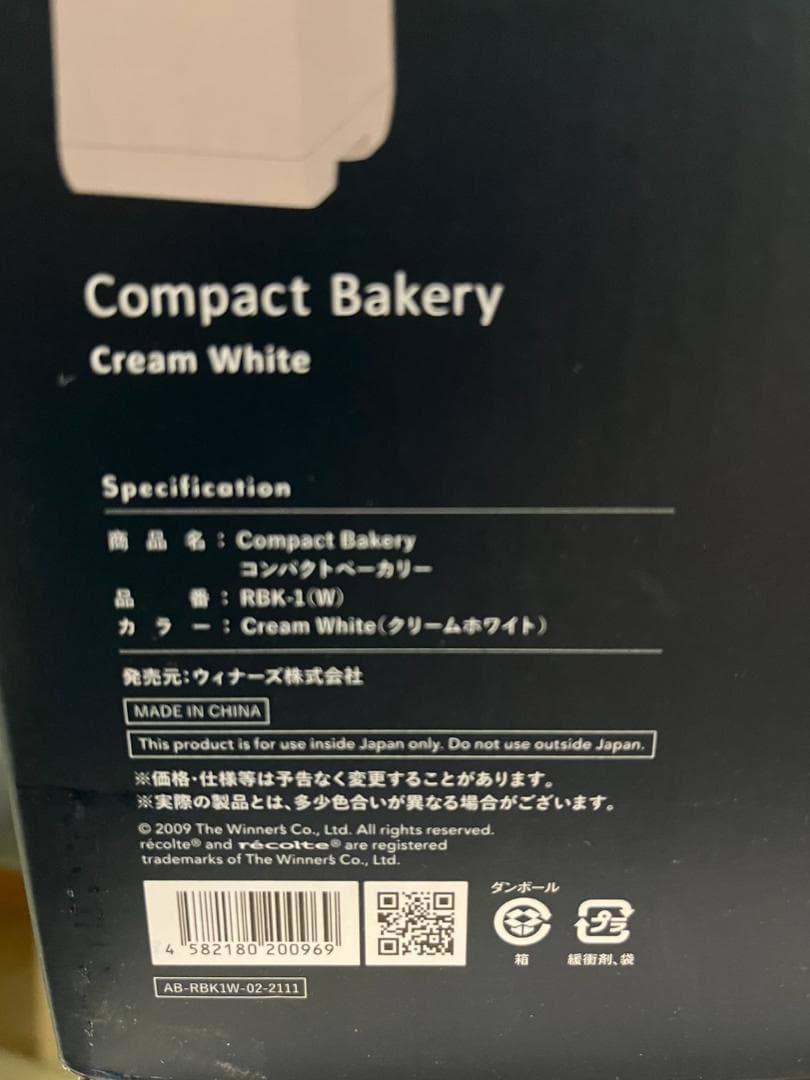 Compact Bakery
Cream White
Specification
商品名：Compact Bakery
コンパクトベーカリー
品番：RBK-1(W)
カラー：Cream White(クリームホワイト)
発売元：ウィナーズ株式会社
MADE IN CHINA
This product is for use inside Japan only. Do not use outside Japan.
※価格・仕様等は予告なく変更することがあります。
※実際の製品とは、多少色合いが異なる場合がございます。
© 2009 The Winner's Co., Ltd. All rights reserved.
récolte® and récolte® are registered
trademarks of The Winner's Co., Ltd.
4 582180 200969
ダンボール
プラ
箱
緩衝剤、袋
AB-RBK1W-02-2111